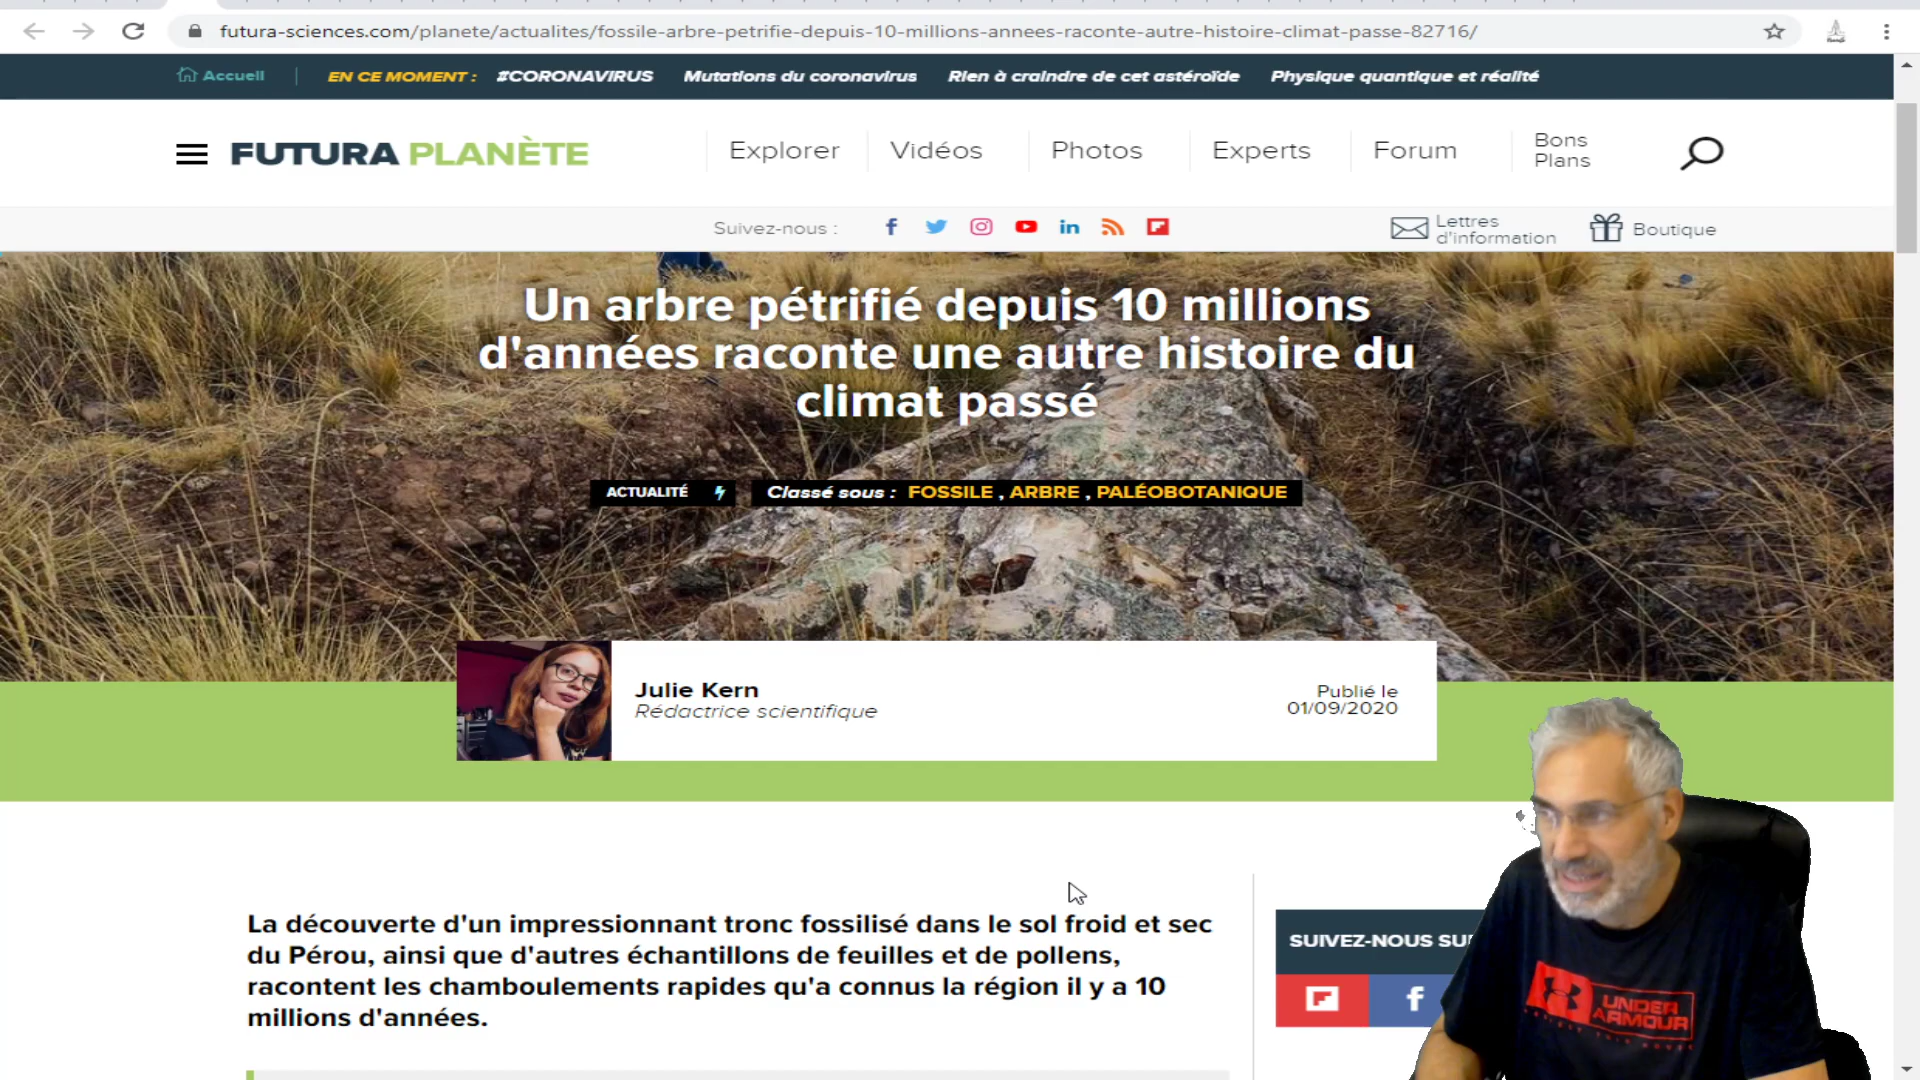 futura-sciences.com/planete/actualites/fossile-arbre-petrifie-depuis-10-millions-annees-raconte-autre-histoire-climat-passe-82716/
Accueil | EN CE MOMENT : #CORONAVIRUS Mutations du coronavirus Rien à craindre de cet astéroïde Physique quantique et réalité
FUTURA PLANÈTE Explorer Vidéos Photos Experts Forum Bons
Plans
Suivez-nous : Lettres
d'information Boutique
Un arbre pétrifié depuis 10 millions
d'années raconte une autre histoire du
climat passé
ACTUALITÉ Classé sous : FOSSILE , ARBRE , PALÉOBOTANIQUE
Julie Kern
Rédactrice scientifique
Publié le
01/09/2020
La découverte d'un impressionnant tronc fossilisé dans le sol froid et sec
du Pérou, ainsi que d'autres échantillons de feuilles et de pollens,
racontent les chamboulements rapides qu'a connus la région il y a 10
millions d'années.
SUIVEZ-NOUS SU
UNDER
ARMOUR